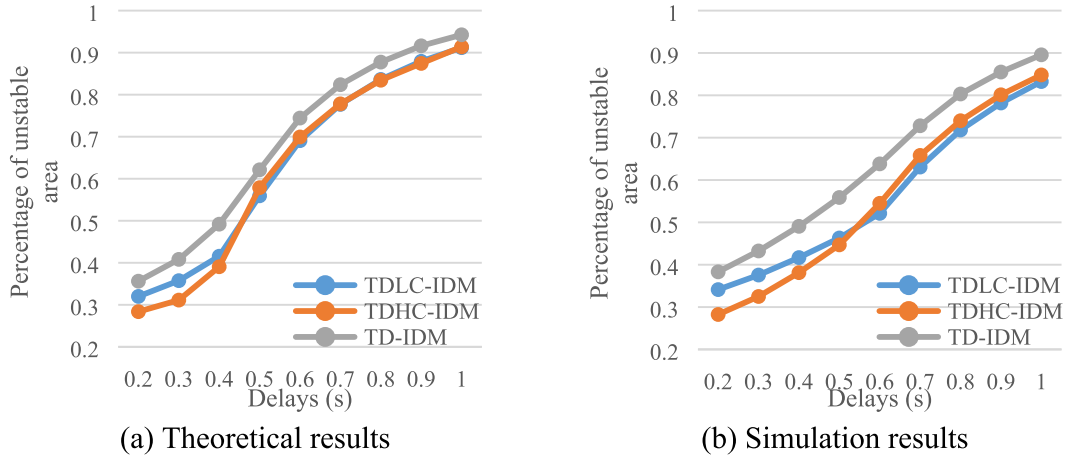 Percentage of unstable
area
1
0.9
0.8
0.7
0.6
0.5
0.4
0.3
0.2
TDLC-IDM
TDHC-IDM
TD-IDM
0.2 0.3 0.4 0.5 0.6 0.7 0.8 0.9 1
Delays (s)
(a) Theoretical results
Percentage of unstable
area
1
0.9
0.8
0.7
0.6
0.5
0.4
0.3
0.2
TDLC-IDM
TDHC-IDM
TD-IDM
0.2 0.3 0.4 0.5 0.6 0.7 0.8 0.9 1
Delays (s)
(b) Simulation results